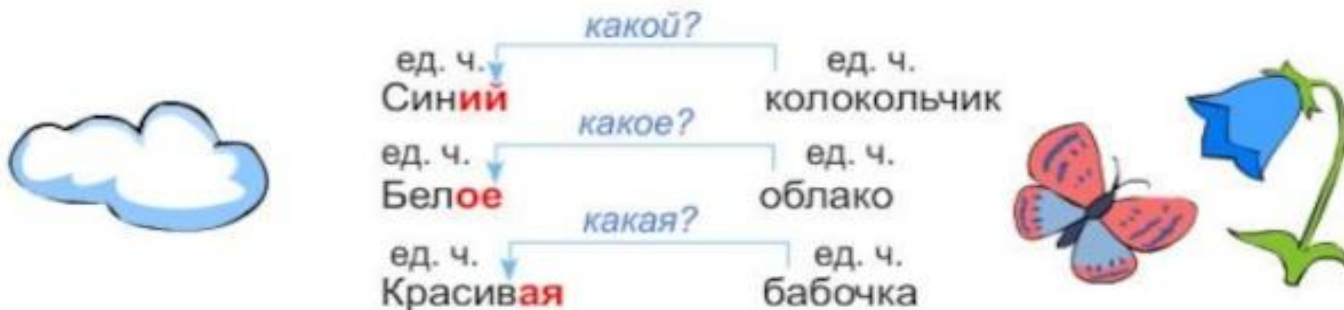 какой?
ед. ч. ед. ч.
Синий колокольчик
какое?
ед. ч. ед. ч.
Белое облако
какая?
ед. ч. ед. ч.
Красивая бабочка